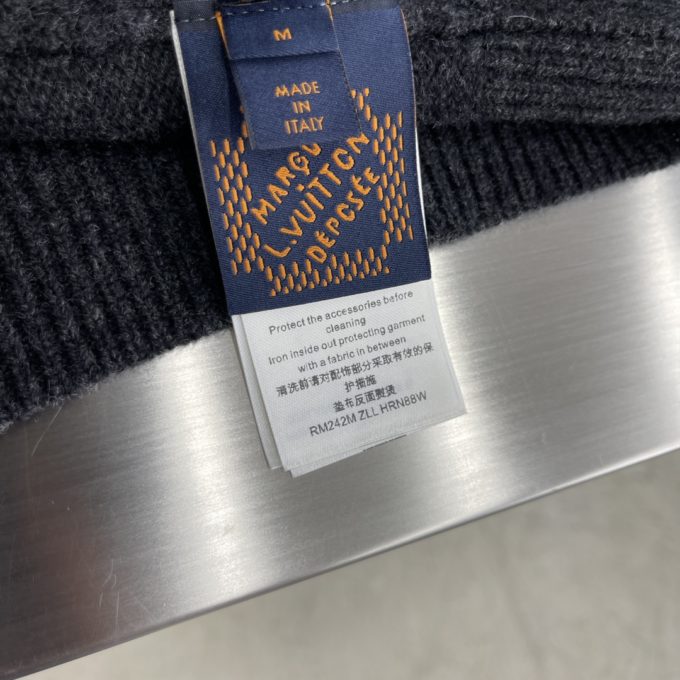 M
MADE
IN
ITALY
MARQU
L.VUITTON
DÉPOSÉE
Protect the accessories before
cleaning
Iron inside out protecting garment
with a fabric in between
清洗前请对配饰部分采取有效的保
护措施
垫布反面熨烫
RM242M ZLL HRN88W